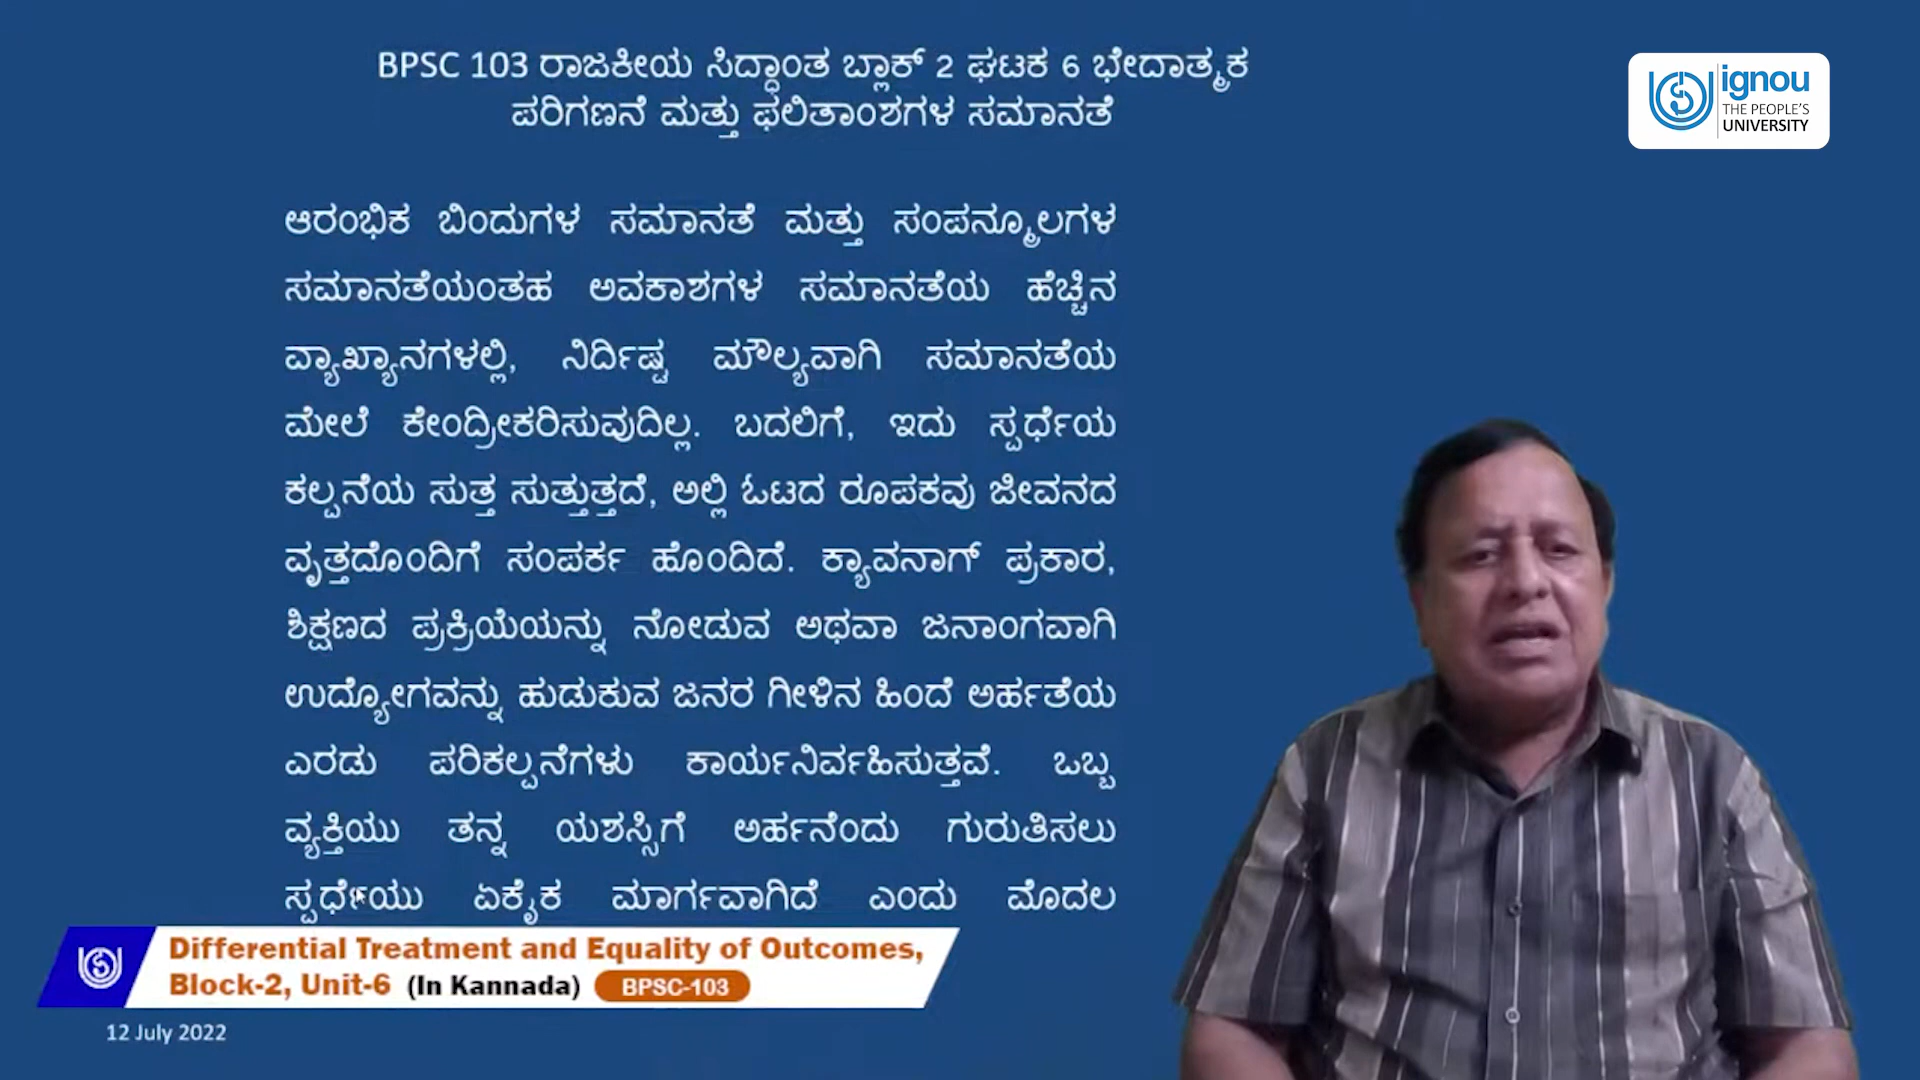 BPSC 103 ರಾಜಕೀಯ ಸಿದ್ಧಾಂತ ಬ್ಲಾಕ್ 2 ಘಟಕ 6 ಭೇದಾತ್ಮಕ
ಪರಿಗಣನೆ ಮತ್ತು ಫಲಿತಾಂಶಗಳ ಸಮಾನತೆ
ignou
THE PEOPLE'S
UNIVERSITY
ಆರಂಭಿಕ ಬಿಂದುಗಳ ಸಮಾನತೆ ಮತ್ತು ಸಂಪನ್ಮೂಲಗಳ
ಸಮಾನತೆಯಂತಹ ಅವಕಾಶಗಳ ಸಮಾನತೆಯ ಹೆಚ್ಚಿನ
ವ್ಯಾಖ್ಯಾನಗಳಲ್ಲಿ, ನಿರ್ದಿಷ್ಟ ಮೌಲ್ಯವಾಗಿ ಸಮಾನತೆಯ
ಮೇಲೆ ಕೇಂದ್ರೀಕರಿಸುವುದಿಲ್ಲ. ಬದಲಿಗೆ, ಇದು ಸ್ಪರ್ಧೆಯ
ಕಲ್ಪನೆಯ ಸುತ್ತ ಸುತ್ತುತ್ತದೆ, ಅಲ್ಲಿ ಓಟದ ರೂಪಕವು ಜೀವನದ
ವೃತ್ತದೊಂದಿಗೆ ಸಂಪರ್ಕ ಹೊಂದಿದೆ. ಕ್ಯಾವನಾಗ್ ಪ್ರಕಾರ,
ಶಿಕ್ಷಣದ ಪ್ರಕ್ರಿಯೆಯನ್ನು ನೋಡುವ ಅಥವಾ ಜನಾಂಗವಾಗಿ
ಉದ್ಯೋಗವನ್ನು ಹುಡುಕುವ ಜನರ ಗೀಳಿನ ಹಿಂದೆ ಅರ್ಹತೆಯ
ಎರಡು ಪರಿಕಲ್ಪನೆಗಳು ಕಾರ್ಯನಿರ್ವಹಿಸುತ್ತವೆ. ಒಬ್ಬ
ವ್ಯಕ್ತಿಯು ತನ್ನ ಯಶಸ್ಸಿಗೆ ಅರ್ಹನೆಂದು ಗುರುತಿಸಲು
ಸ್ಪರ್ಧೆಯು ಏಕೈಕ ಮಾರ್ಗವಾಗಿದೆ ಎಂದು ಮೊದಲ
Differential Treatment and Equality of Outcomes,
Block-2, Unit-6 (In Kannada) BPSC-103
12 July 2022